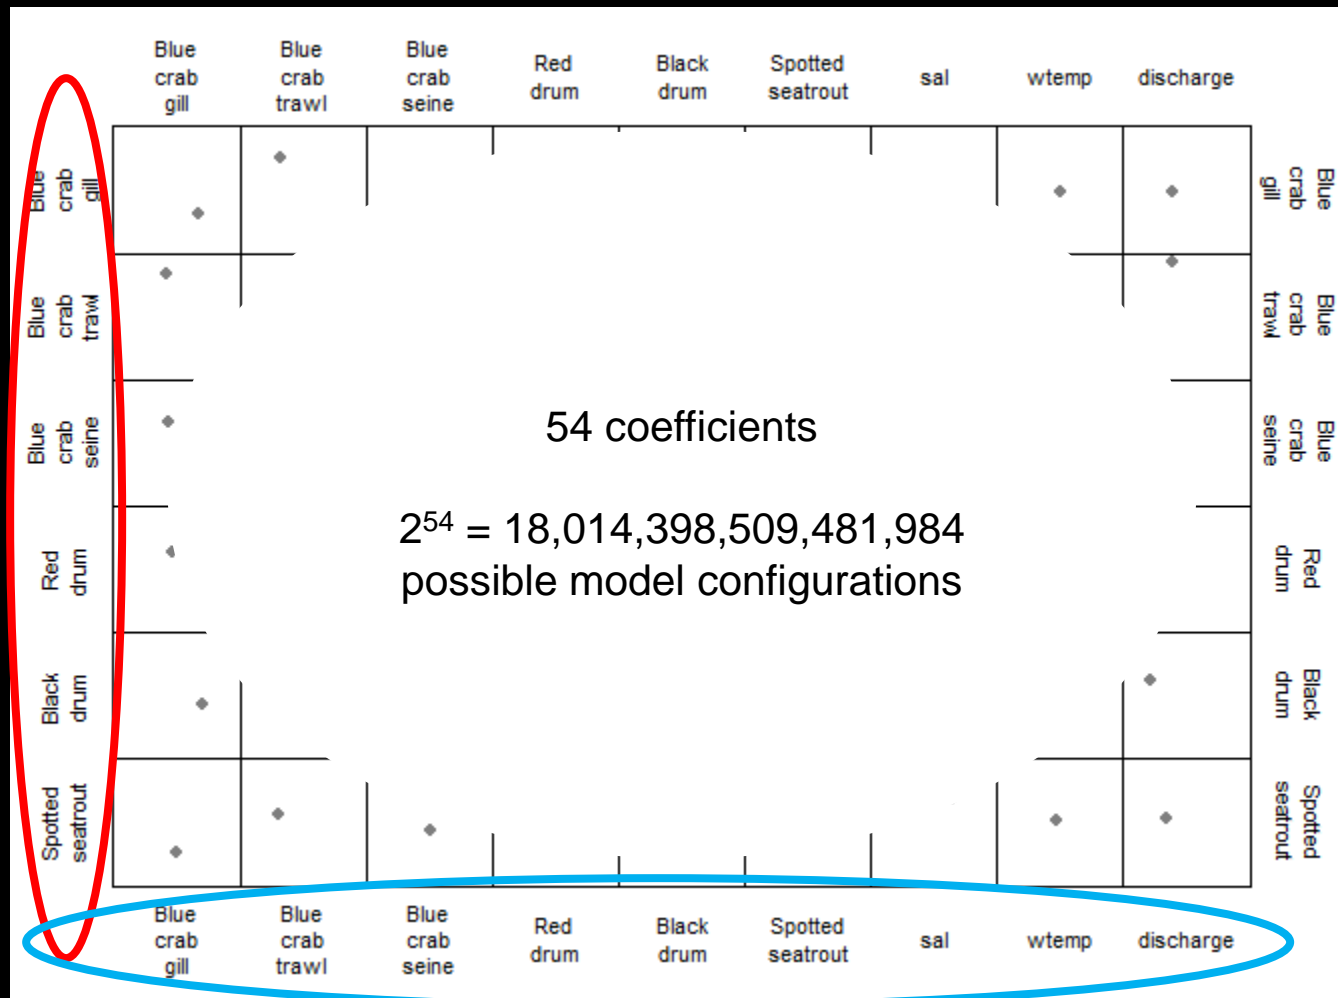 Blue crab gill
Blue crab trawl
Blue crab seine
Red drum
Black drum
Spotted seatrout
sal
wtemp
discharge
Blue crab gill
Blue crab trawl
Blue crab seine
Red drum
Black drum
Spotted seatrout
54 coefficients
2⁵⁴ = 18,014,398,509,481,984
possible model configurations
Blue crab gill
Blue crab trawl
Blue crab seine
Red drum
Black drum
Spotted seatrout
Blue crab gill
Blue crab trawl
Blue crab seine
Red drum
Black drum
Spotted seatrout
sal
wtemp
discharge